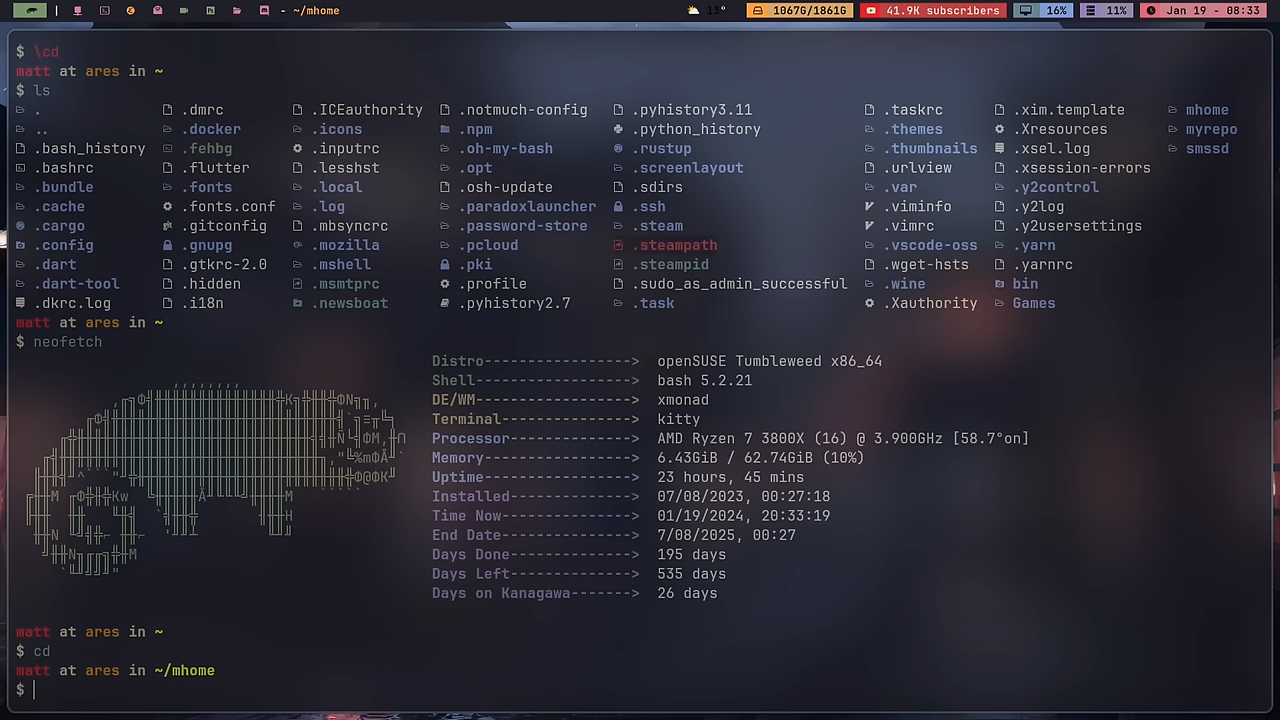 - ~/mhome 13° 1067G/1861G 41.9K subscribers 16% 11% Jan 19 - 08:33
$ \cd
matt at ares in ~
$ ls
. .dmrc .ICEauthority .notmuch-config .pyhistory3.11 .taskrc .xim.template mhome
.. .docker .icons .npm .python_history .themes .Xresources myrepo
.bash_history .fehbg .inputrc .oh-my-bash .rustup .thumbnails .xsel.log smssd
.bashrc .flutter .lesshst .opt .screenlayout .urlview .xsession-errors
.bundle .fonts .local .osh-update .sdirs .var .y2control
.cache .fonts.conf .log .paradoxlauncher .ssh .viminfo .y2log
.cargo .gitconfig .mbsyncrc .password-store .steam .vimrc .y2usersettings
.config .gnupg .mozilla .pcloud .steampath .vscode-oss .yarn
.dart .gtkrc-2.0 .mshell .pki .steampid .wget-hsts .yarnrc
.dart-tool .hidden .msmtprc .profile .sudo_as_admin_successful .wine bin
.dkrc.log .i18n .newsboat .pyhistory2.7 .task .Xauthority Games
matt at ares in ~
$ neofetch
Distro-----------------> openSUSE Tumbleweed x86_64
Shell------------------> bash 5.2.21
DE/WM------------------> xmonad
Terminal---------------> kitty
Processor--------------> AMD Ryzen 7 3800X (16) @ 3.900GHz [58.7°on]
Memory-----------------> 6.43GiB / 62.74GiB (10%)
Uptime-----------------> 23 hours, 45 mins
Installed--------------> 07/08/2023, 00:27:18
Time Now---------------> 01/19/2024, 20:33:19
End Date---------------> 7/08/2025, 00:27
Days Done--------------> 195 days
Days Left--------------> 535 days
Days on Kanagawa-------> 26 days
matt at ares in ~
$ cd
matt at ares in ~/mhome
$